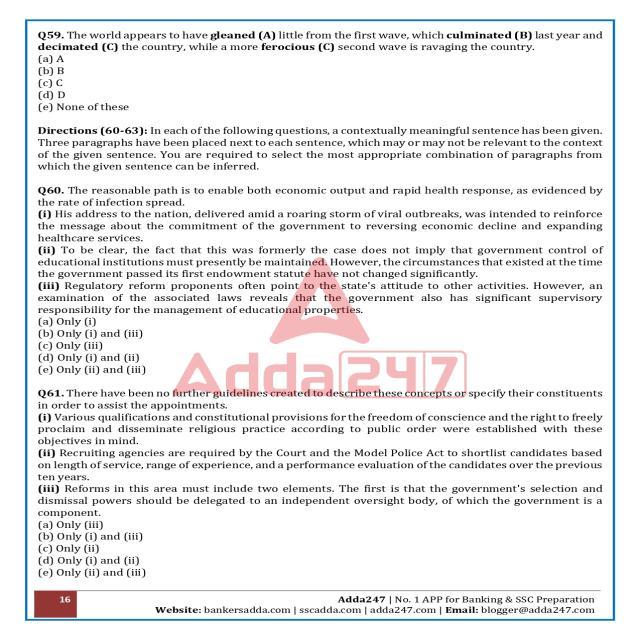 Q59. The world appears to have gleaned (A) little from the first wave, which culminated (B) last year and
decimated (C) the country, while a more ferocious (C) second wave is ravaging the country.
(a) A
(b) B
(c) C
(d) D
(e) None of these
Directions (60-63): In each of the following questions, a contextually meaningful sentence has been given.
Three paragraphs have been placed next to each sentence, which may or may not be relevant to the context
of the given sentence. You are required to select the most appropriate combination of paragraphs from
which the given sentence can be inferred.
Q60. The reasonable path is to enable both economic output and rapid health response, as evidenced by
the rate of infection spread.
(i) His address to the nation, delivered amid a roaring storm of viral outbreaks, was intended to reinforce
the message about the commitment of the government to reversing economic decline and expanding
healthcare services.
(ii) To be clear, the fact that this was formerly the case does not imply that government control of
educational institutions must presently be maintained. However, the circumstances that existed at the time
the government passed its first endowment statute have not changed significantly.
(iii) Regulatory reform proponents often point to the state's attitude to other activities. However, an
examination of the associated laws reveals that the government also has significant supervisory
responsibility for the management of educational properties.
(a) Only (i)
(b) Only (i) and (iii)
(c) Only (iii)
(d) Only (i) and (ii)
(e) Only (ii) and (iii)
Adda247
Q61. There have been no further guidelines created to describe these concepts or specify their constituents
in order to assist the appointments.
(i) Various qualifications and constitutional provisions for the freedom of conscience and the right to freely
proclaim and disseminate religious practice according to public order were established with these
objectives in mind.
(ii) Recruiting agencies are required by the Court and the Model Police Act to shortlist candidates based
on length of service, range of experience, and a performance evaluation of the candidates over the previous
ten years.
(iii) Reforms in this area must include two elements. The first is that the government's selection and
dismissal powers should be delegated to an independent oversight body, of which the government is a
component.
(a) Only (iii)
(b) Only (i) and (iii)
(c) Only (ii)
(d) Only (i) and (ii)
(e) Only (ii) and (iii)
16
Adda247 | No. 1 APP for Banking & SSC Preparation
Website: bankersadda.com | sscadda.com | adda247.com | Email: blogger@adda247.com